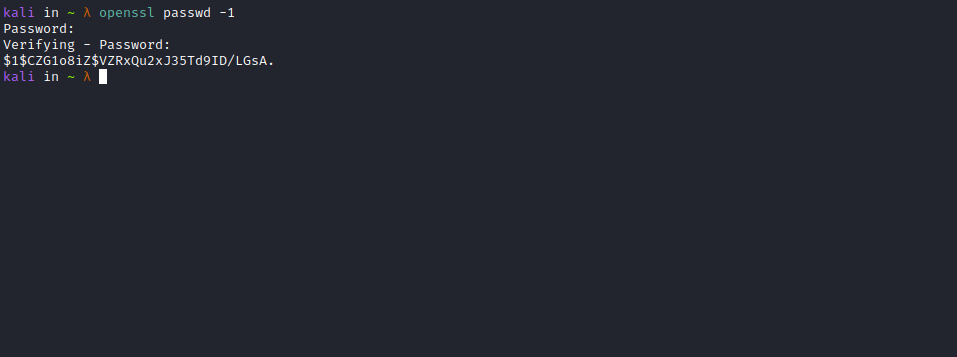 kali in ~ λ openssl passwd -1
Password:
Verifying - Password:
$1$CZG1o8iZ$VZRxQu2xJ35Td9ID/LGsA.
kali in ~ λ